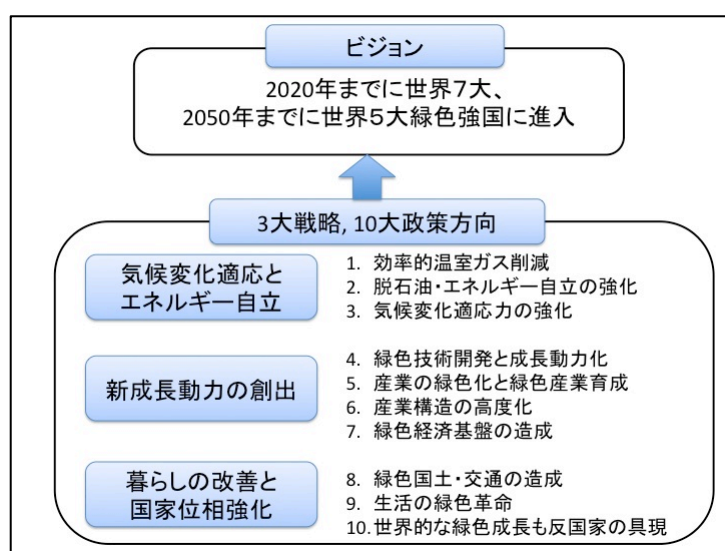 ビジョン
2020年までに世界7大、
2050年までに世界5大緑色強国に進入
3大戦略, 10大政策方向
気候変化適応と
エネルギー自立
1. 効率的温室ガス削減
2. 脱石油・エネルギー自立の強化
3. 気候変化適応力の強化
新成長動力の創出
4. 緑色技術開発と成長動力化
5. 産業の緑色化と緑色産業育成
6. 産業構造の高度化
7. 緑色経済基盤の造成
暮らしの改善と
国家位相強化
8. 緑色国土・交通の造成
9. 生活の緑色革命
10. 世界的な緑色成長も反国家の具現